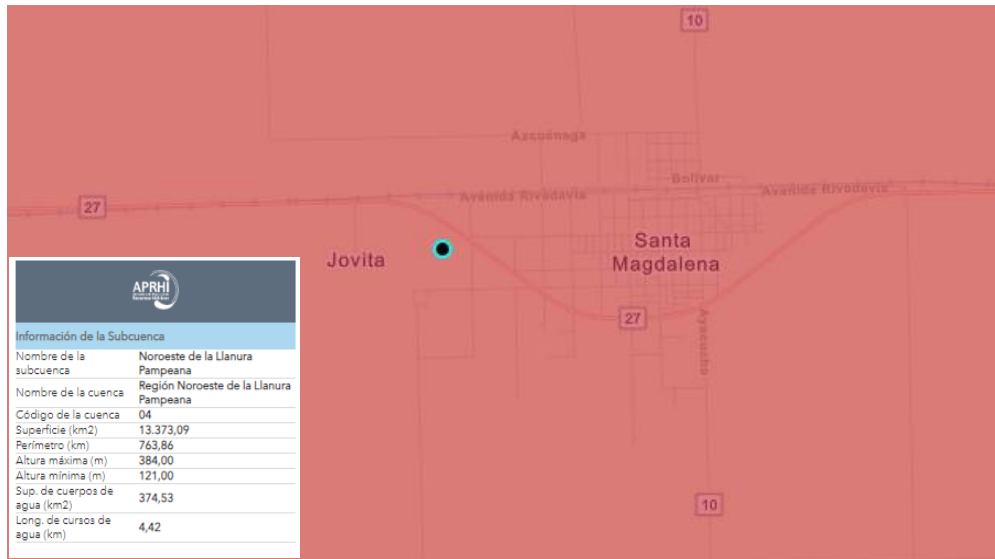 10
Azcuénaga
Bolívar
Avenida Rivadavia
Avenida Rivadavia
27
Jovita
Santa
Magdalena
27
Ayacucho
10
APRHI
Información de la Subcuenca
Nombre de la subcuenca Noroeste de la Llanura Pampeana
Nombre de la cuenca Región Noroeste de la Llanura Pampeana
Código de la cuenca 04
Superficie (km2) 13.373,09
Perímetro (km) 763,86
Altura máxima (m) 384,00
Altura mínima (m) 121,00
Sup. de cuerpos de agua (km2) 374,53
Long. de cursos de agua (km) 4,42